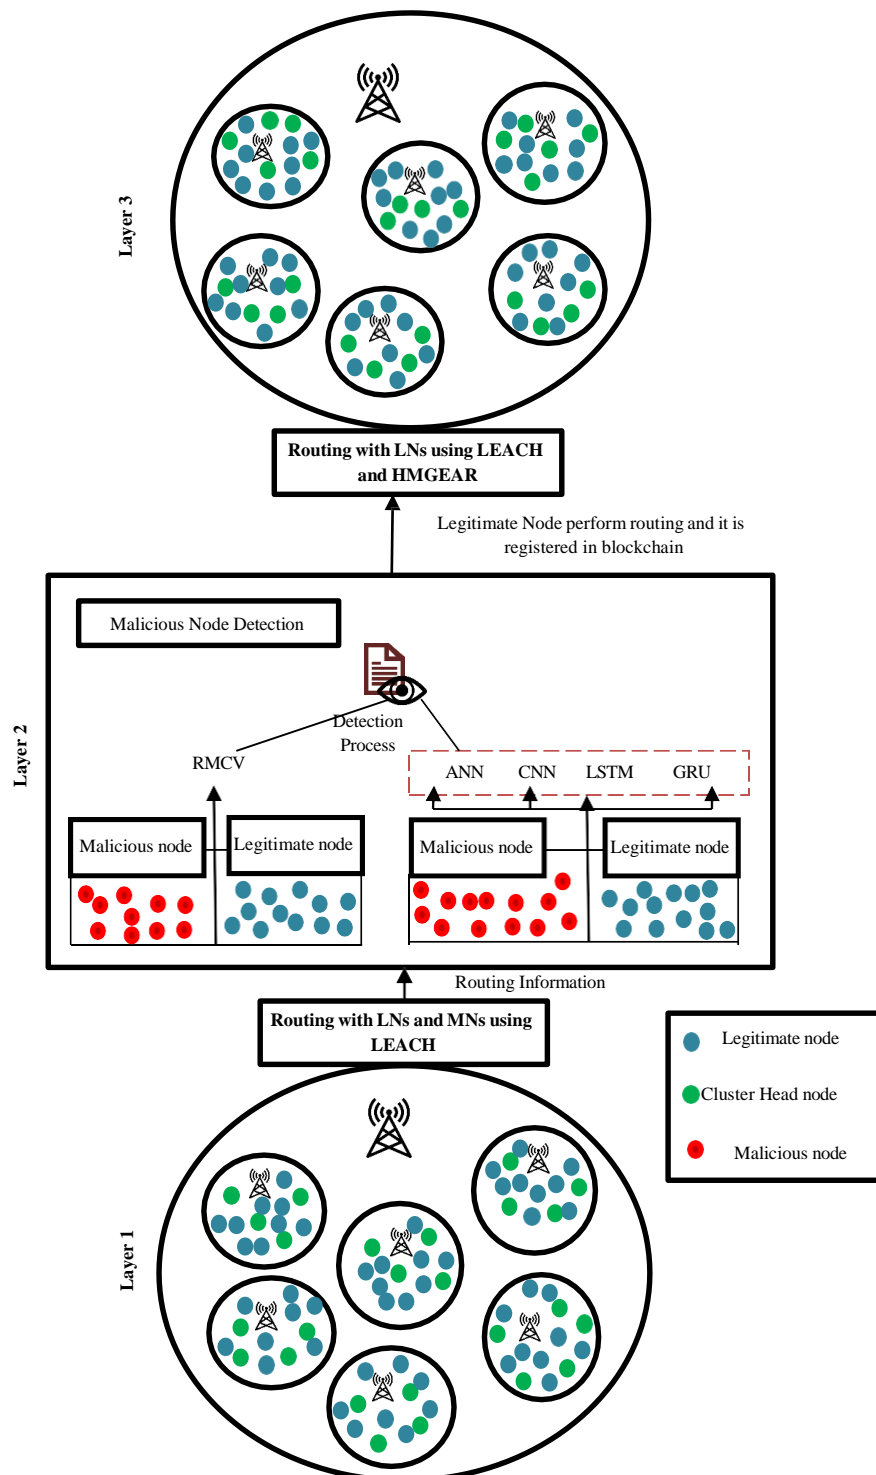 Layer 3
Routing with LNs using LEACH
and HMGEAR
Legitimate Node perform routing and it is
registered in blockchain
Layer 2
Malicious Node Detection
Detection
Process
RMCV
ANN CNN LSTM GRU
Malicious node
Legitimate node
Malicious node
Legitimate node
Routing Information
Routing with LNs and MNs using
LEACH
Legitimate node
Cluster Head node
Malicious node
Layer 1